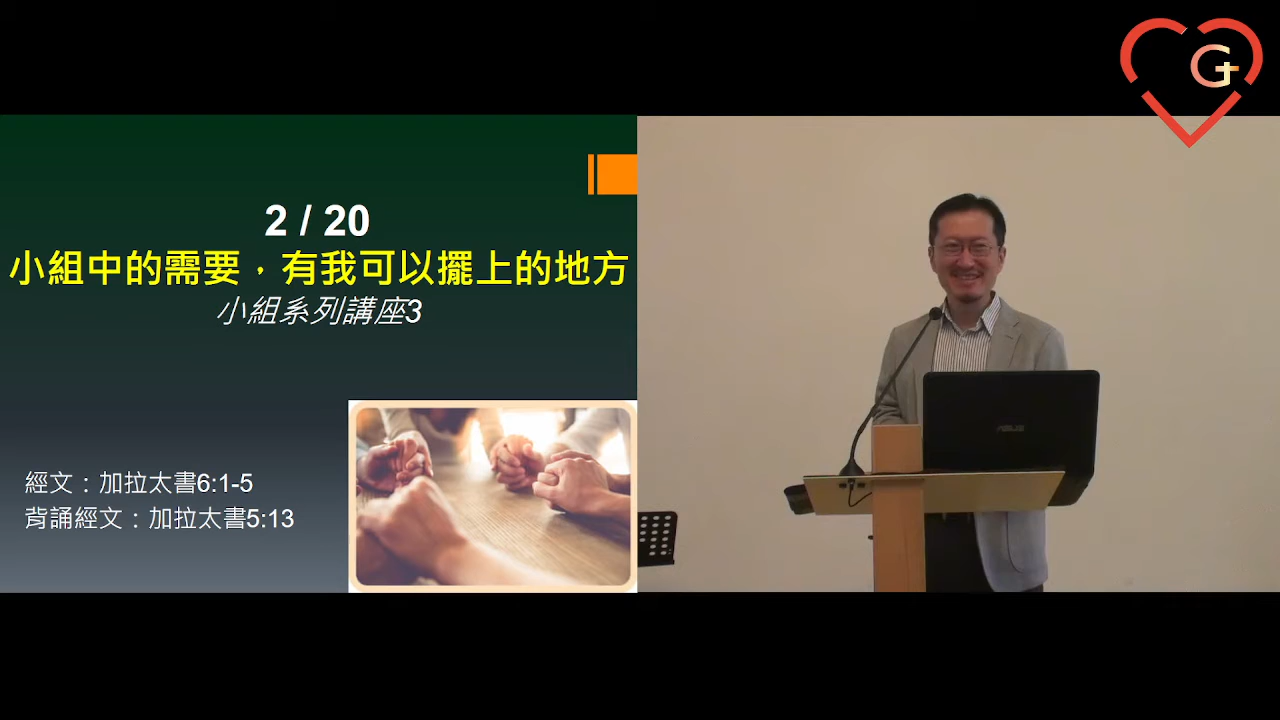 2 / 20
小組中的需要，有我可以擺上的地方
小組系列講座3
經文：加拉太書6:1-5
背誦經文：加拉太書5:13
G
ASUS